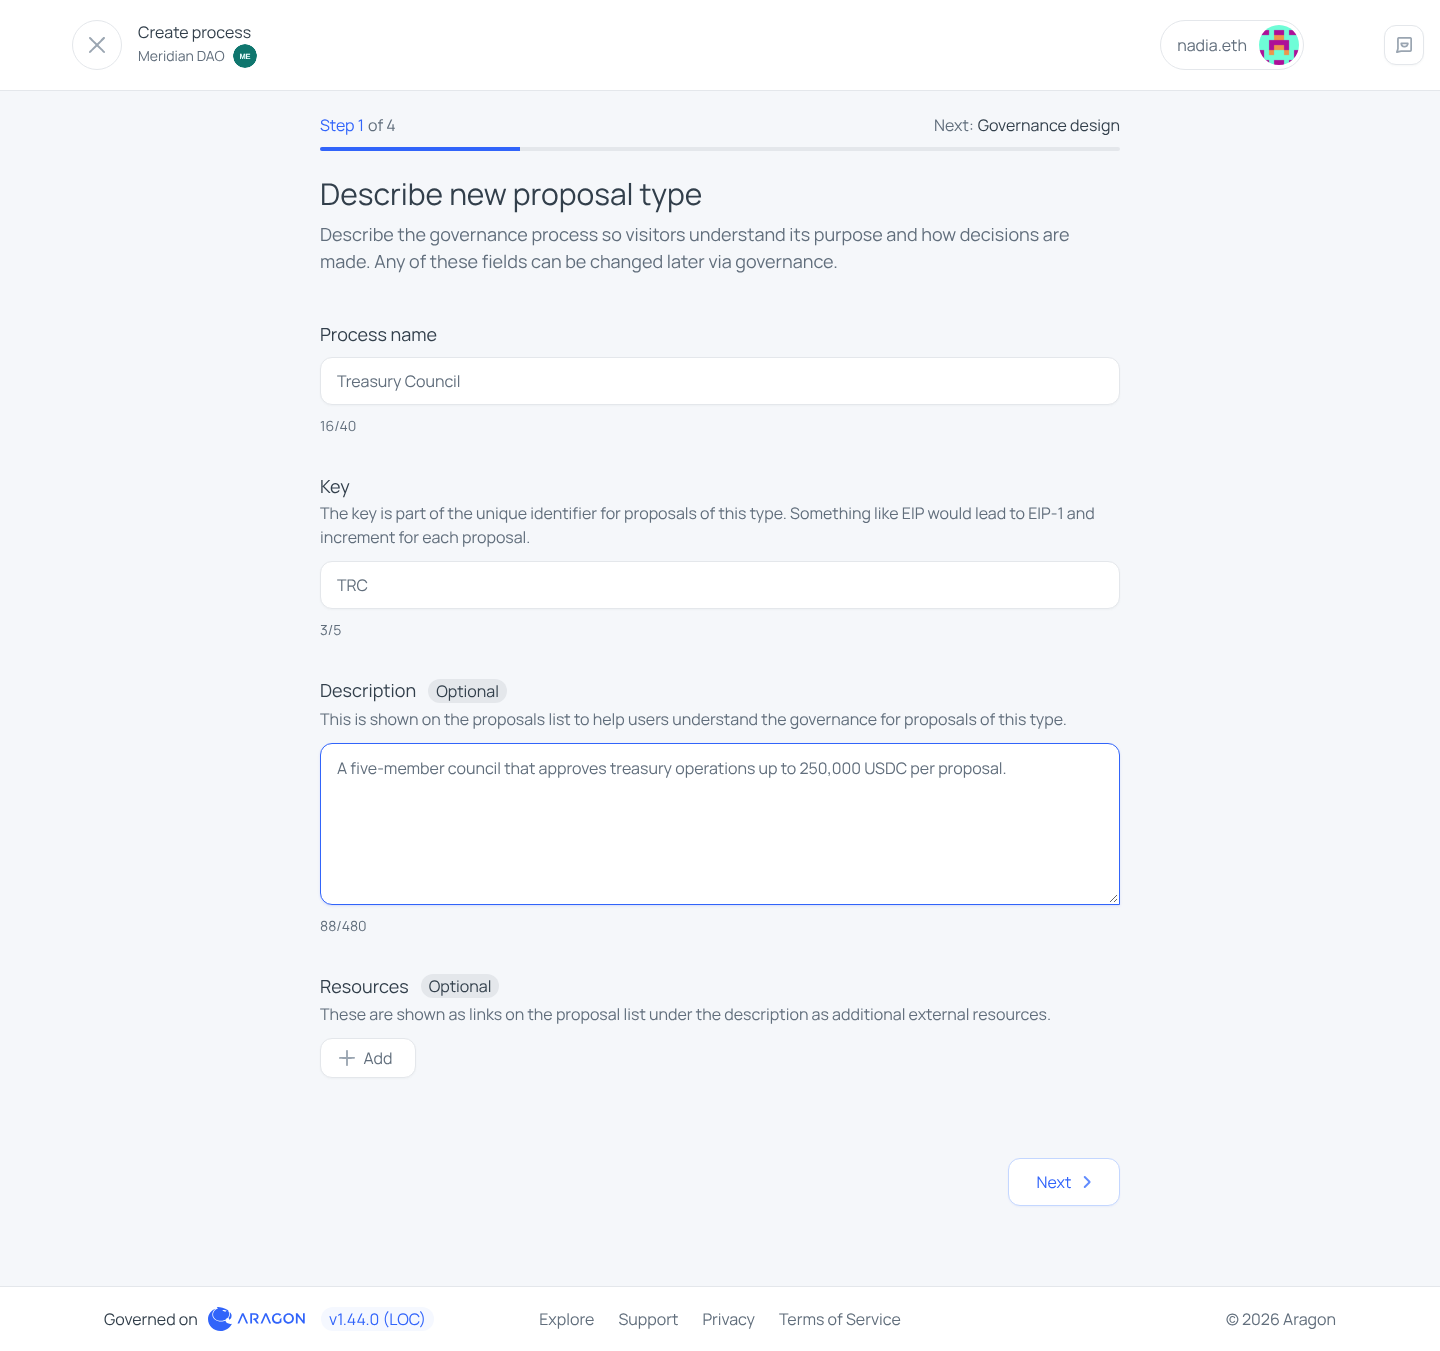 Create process
Meridian DAO
ME
nadia.eth
Step 1 of 4
Next: Governance design
Describe new proposal type
Describe the governance process so visitors understand its purpose and how decisions are
made. Any of these fields can be changed later via governance.
Process name
Treasury Council
16/40
Key
The key is part of the unique identifier for proposals of this type. Something like EIP would lead to EIP-1 and
increment for each proposal.
TRC
3/5
Description Optional
This is shown on the proposals list to help users understand the governance for proposals of this type.
A five-member council that approves treasury operations up to 250,000 USDC per proposal.
88/480
Resources Optional
These are shown as links on the proposal list under the description as additional external resources.
Add
Next
Governed on ARAGON v1.44.0 (LOC)
Explore Support Privacy Terms of Service
© 2026 Aragon